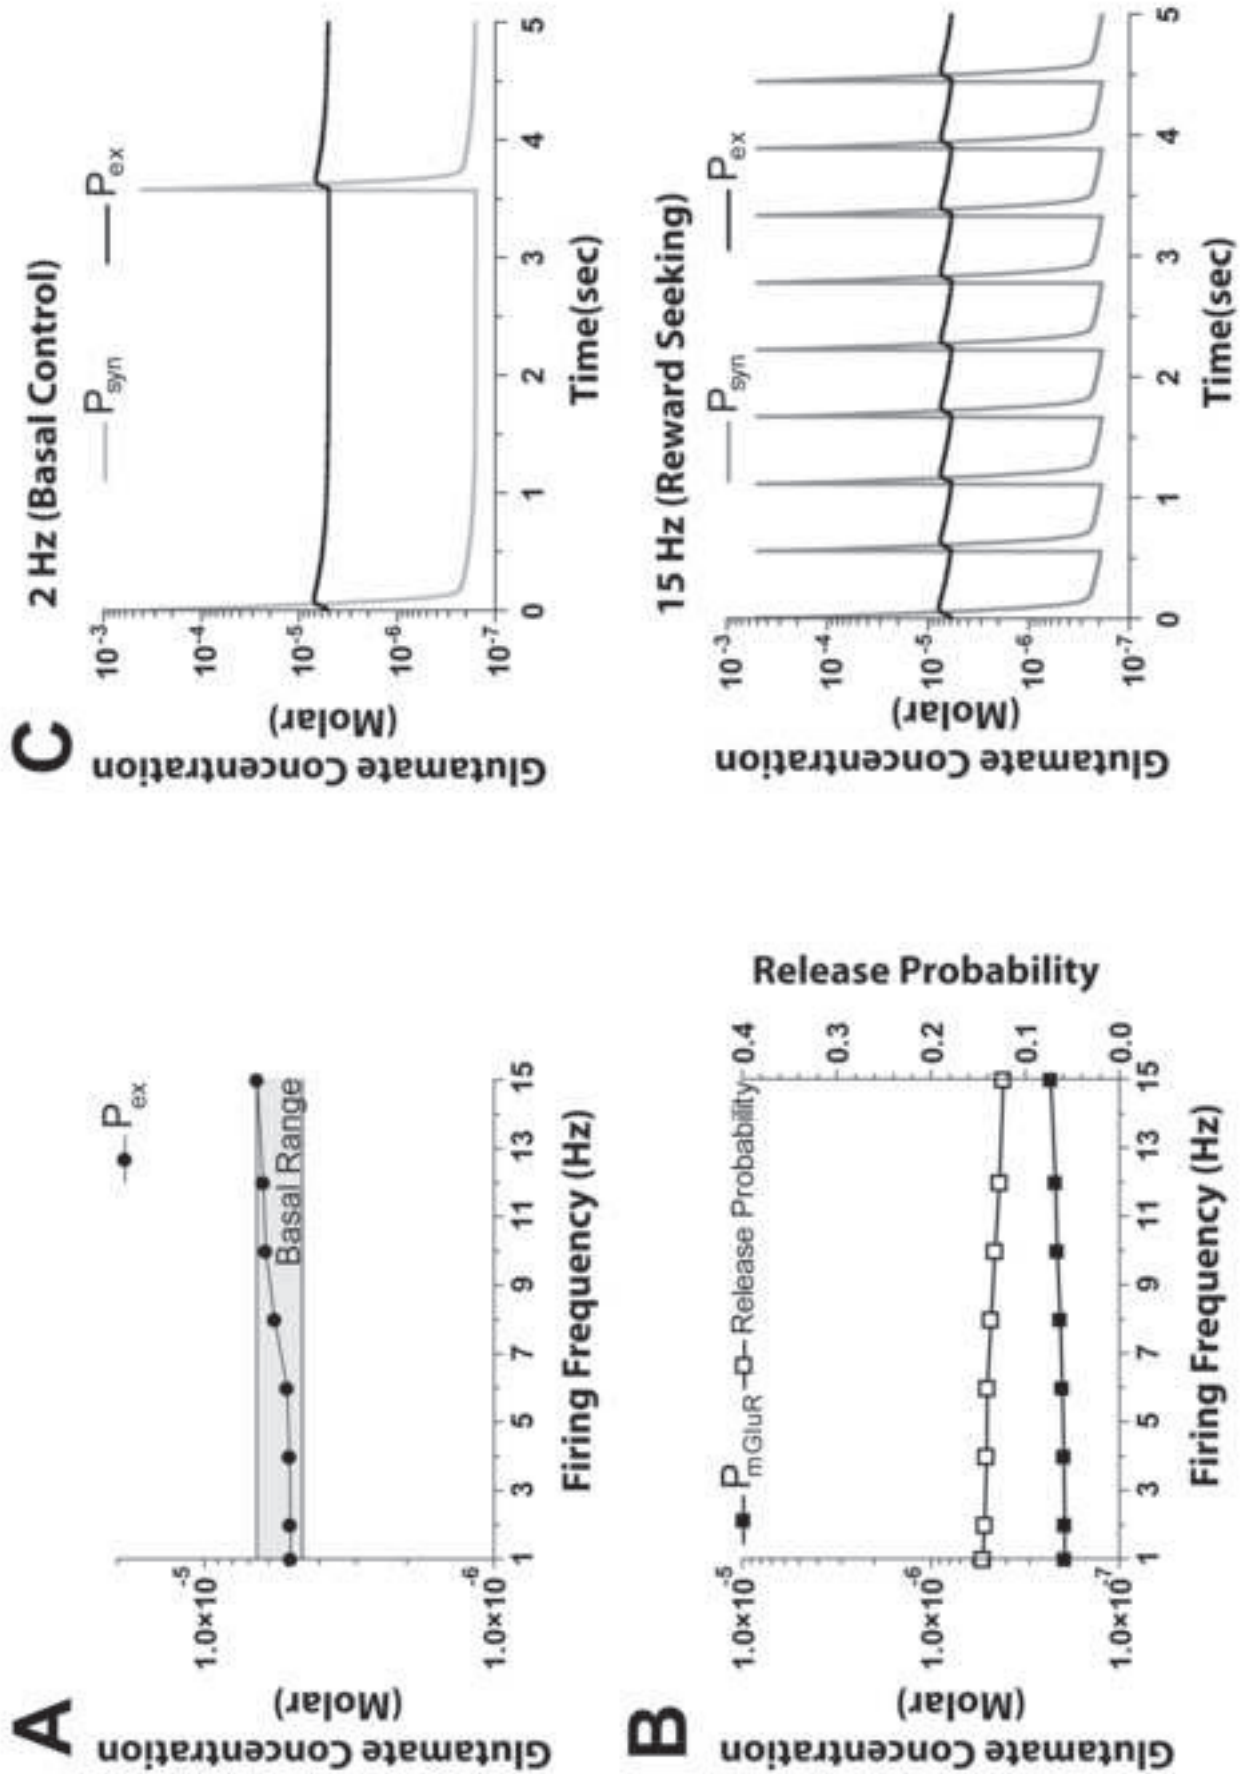 A
P_ex
Glutamate Concentration
(Molar)
1.0×10^-5
1.0×10^-6
Basal Range
1 3 5 7 9 11 13 15
Firing Frequency (Hz)
B
P_mGluR Release Probability
Glutamate Concentration
(Molar)
1.0×10^-5
1.0×10^-6
1.0×10^-7
0.4
0.3
0.2
0.1
0.0
Release Probability
1 3 5 7 9 11 13 15
Firing Frequency (Hz)
C
2 Hz (Basal Control)
P_syn P_ex
Glutamate Concentration
(Molar)
10^-3
10^-4
10^-5
10^-6
10^-7
0 1 2 3 4 5
Time(sec)
15 Hz (Reward Seeking)
P_syn P_ex
Glutamate Concentration
(Molar)
10^-3
10^-4
10^-5
10^-6
10^-7
0 1 2 3 4 5
Time(sec)